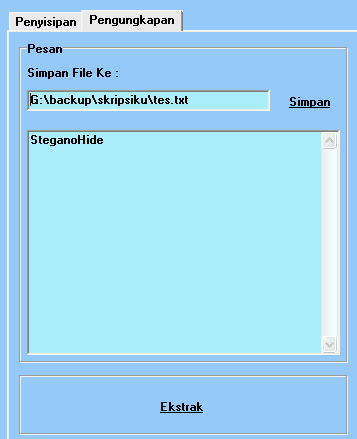 Penyisipan
Pengungkapan
Pesan
Simpan File Ke :
G:\backup\skripsiku\tes.txt
Simpan
SteganoHide
Ekstrak